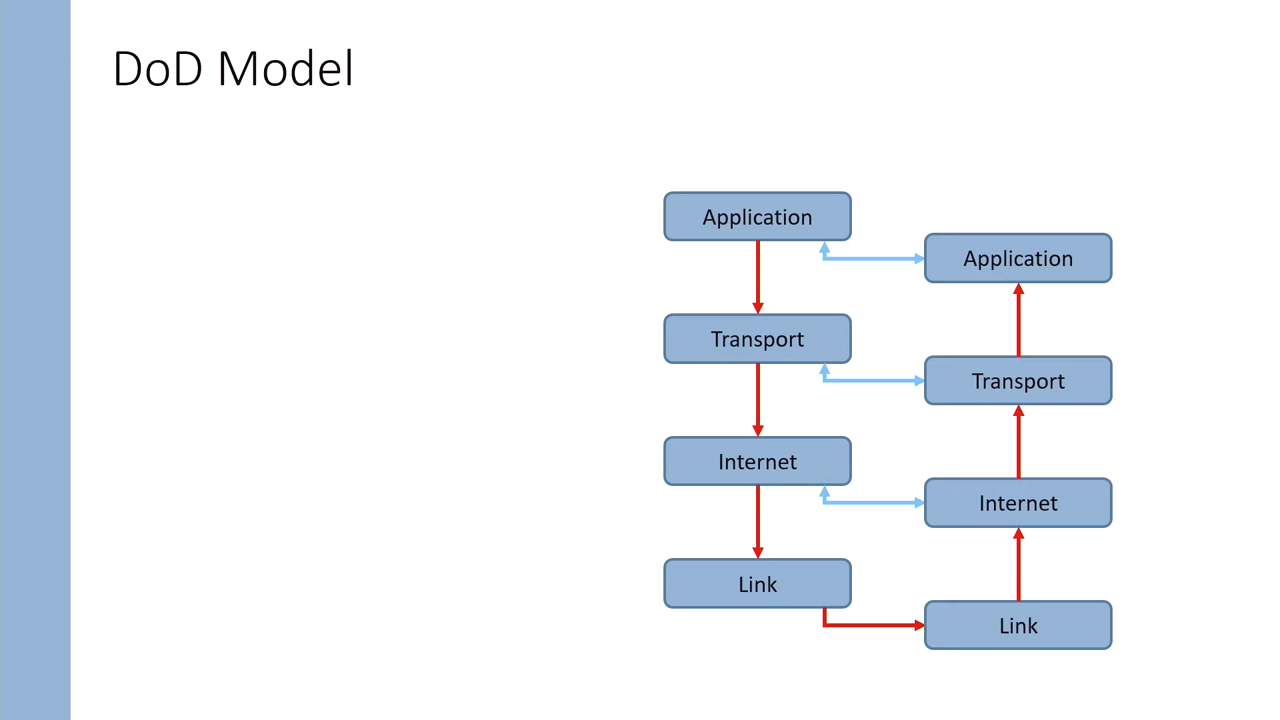 DoD Model
Application
Application
Transport
Transport
Internet
Internet
Link
Link